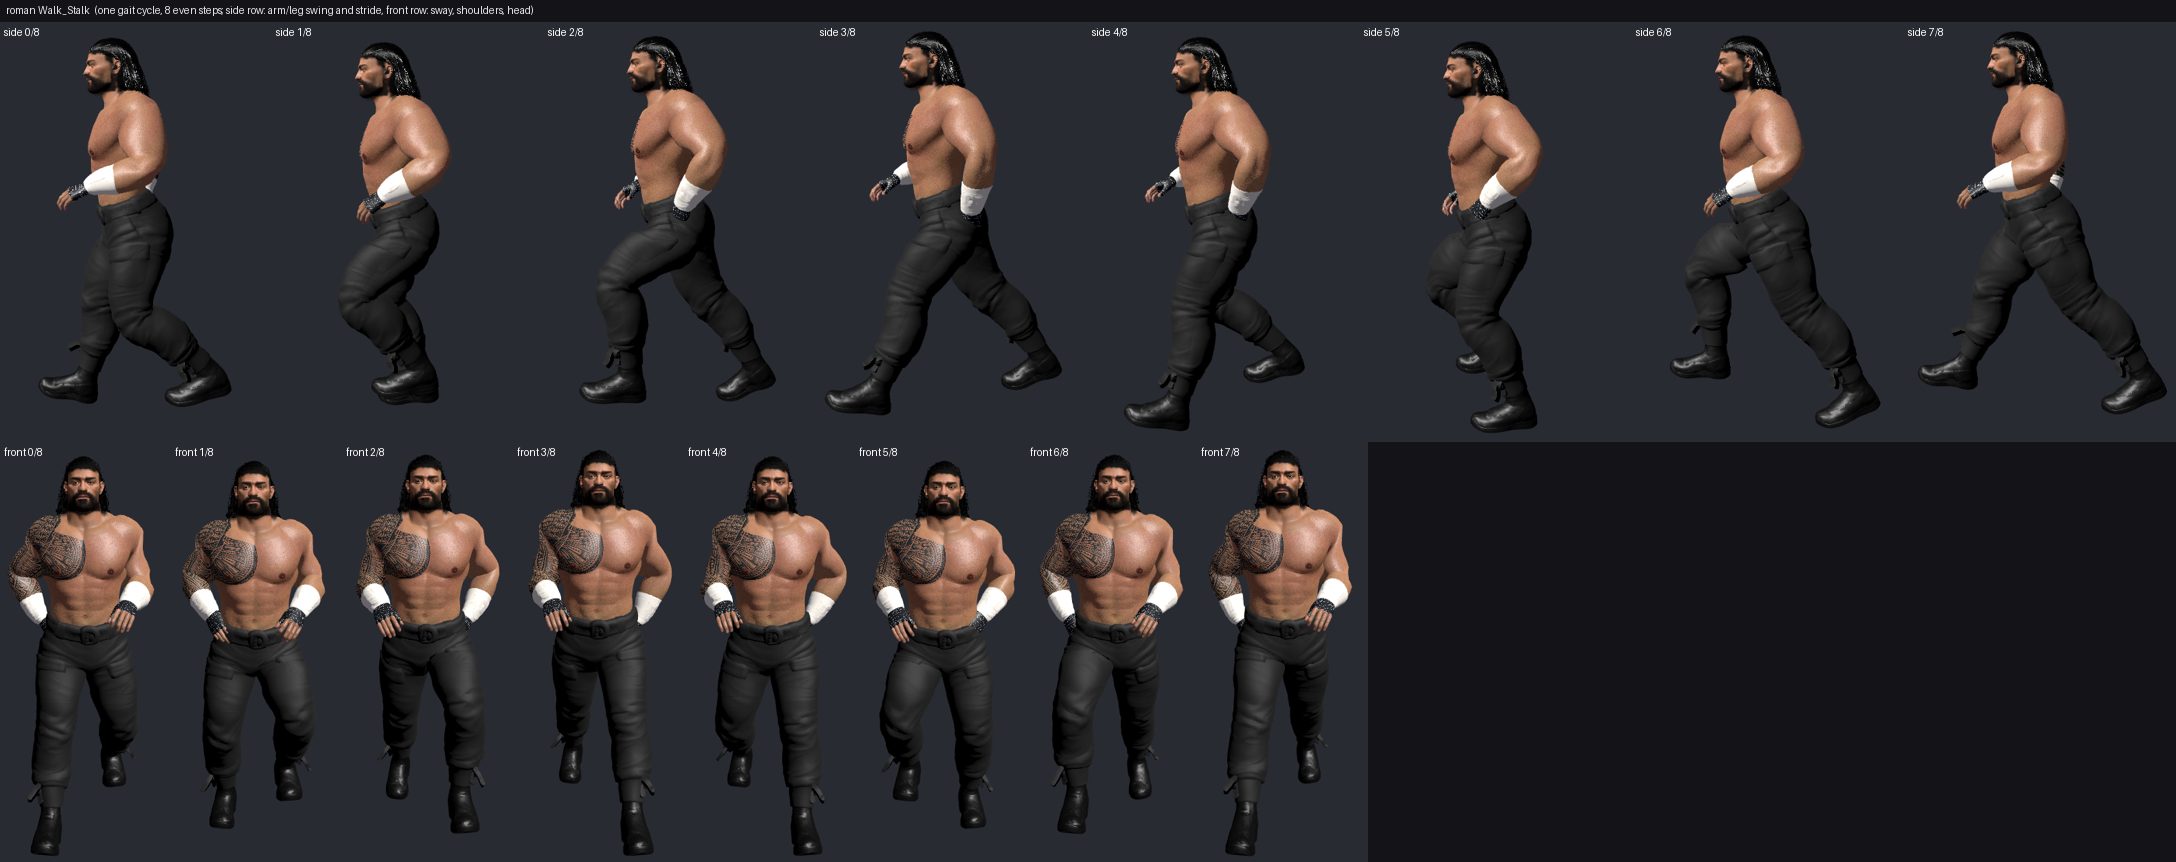 roman Walk_Stalk (one gait cycle, 8 even steps; side row: arm/leg swing and stride, front row: sway, shoulders, head)
side 0/8
side 1/8
side 2/8
side 3/8
side 4/8
side 5/8
side 6/8
side 7/8
front 0/8
front 1/8
front 2/8
front 3/8
front 4/8
front 5/8
front 6/8
front 7/8